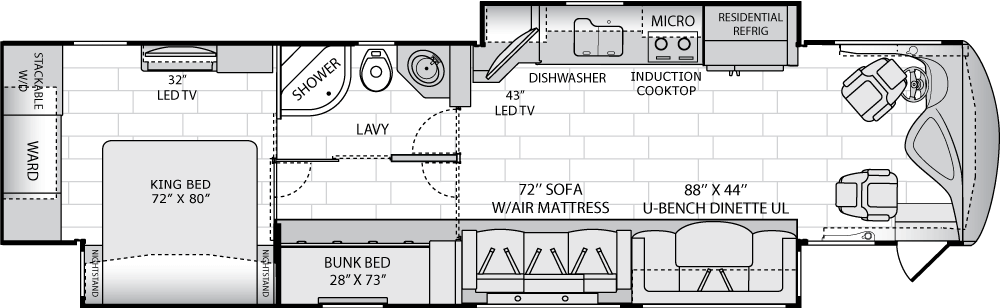 STACKABLE
W/D
WARD
32”
LED TV
KING BED
72” X 80”
NIGHTSTAND
NIGHTSTAND
SHOWER
LAVY
BUNK BED
28” X 73”
43”
LED TV
DISHWASHER
MICRO
INDUCTION
COOKTOP
RESIDENTIAL
REFRIG
72” SOFA
W/AIR MATTRESS
88” X 44”
U-BENCH DINETTE UL